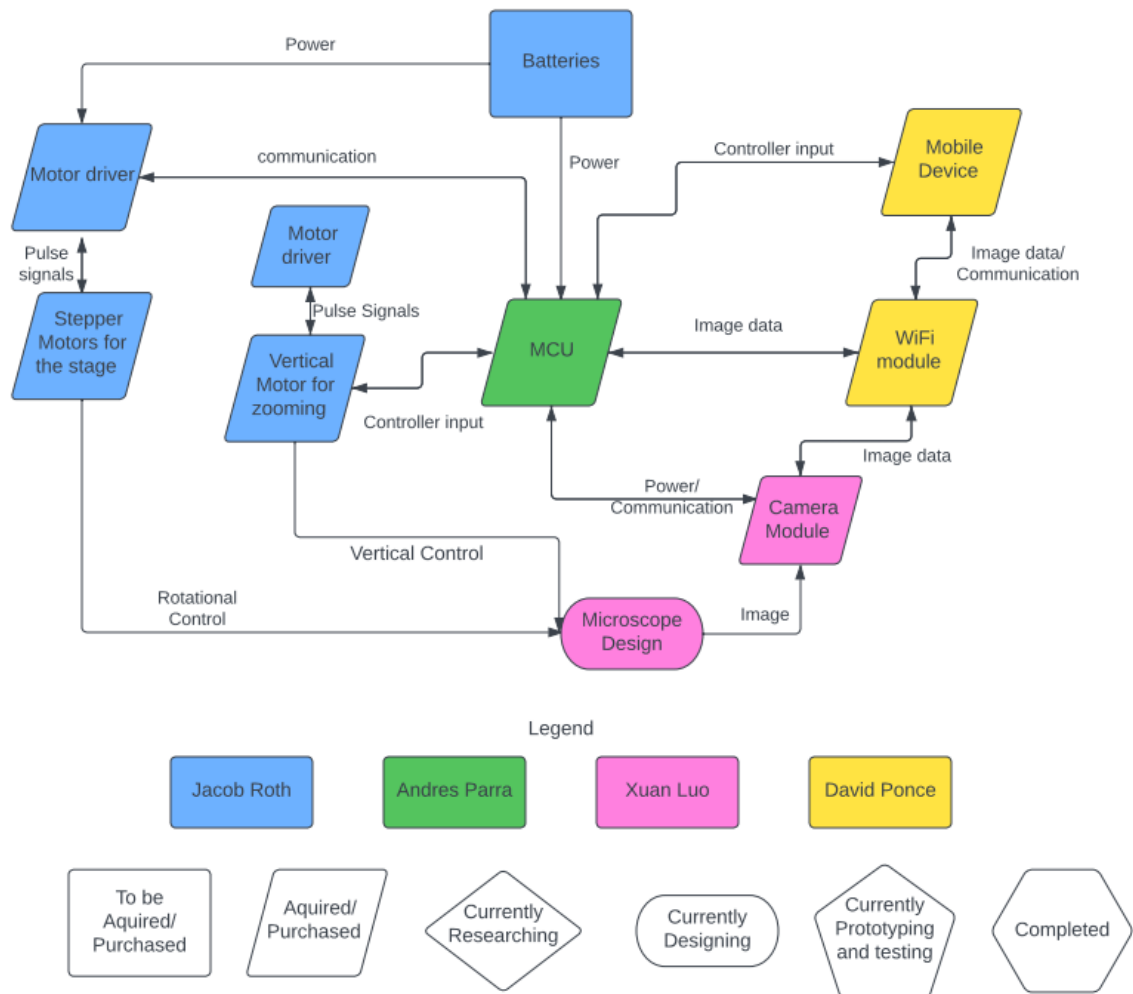 Power
Batteries
Motor driver
communication
Power
Controller input
Mobile
Device
Pulse
signals
Motor
driver
Image data/
Communication
Stepper
Motors for
the stage
Pulse Signals
Vertical
Motor for
zooming
MCU
Image data
WiFi
module
Controller input
Image data
Power/
Communication
Camera
Module
Vertical Control
Rotational
Control
Microscope
Design
Image
Legend
Jacob Roth
Andres Parra
Xuan Luo
David Ponce
To be
Aquired/
Purchased
Aquired/
Purchased
Currently
Researching
Currently
Designing
Currently
Prototyping
and testing
Completed